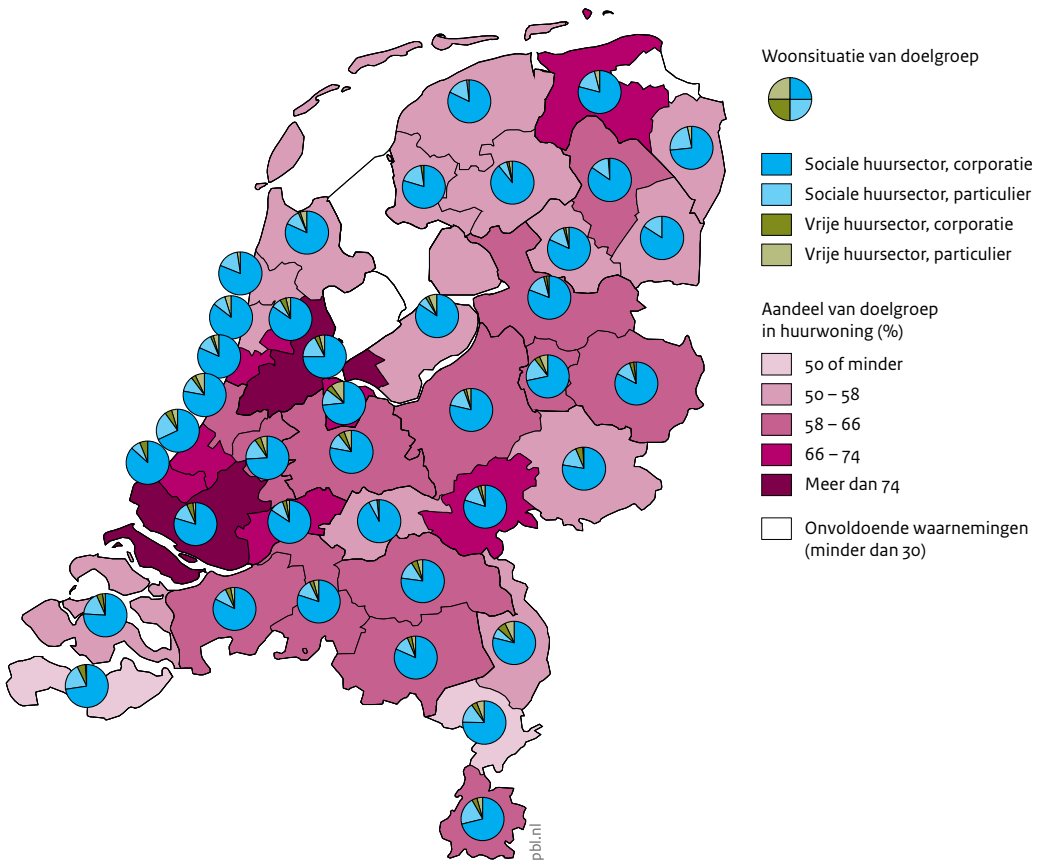 Woonsituatie van doelgroep
Sociale huursector, corporatie
Sociale huursector, particulier
Vrije huursector, corporatie
Vrije huursector, particulier
Aandeel van doelgroep
in huurwoning (%)
50 of minder
50 – 58
58 – 66
66 – 74
Meer dan 74
Onvoldoende waarnemingen
(minder dan 30)
pbl.nl